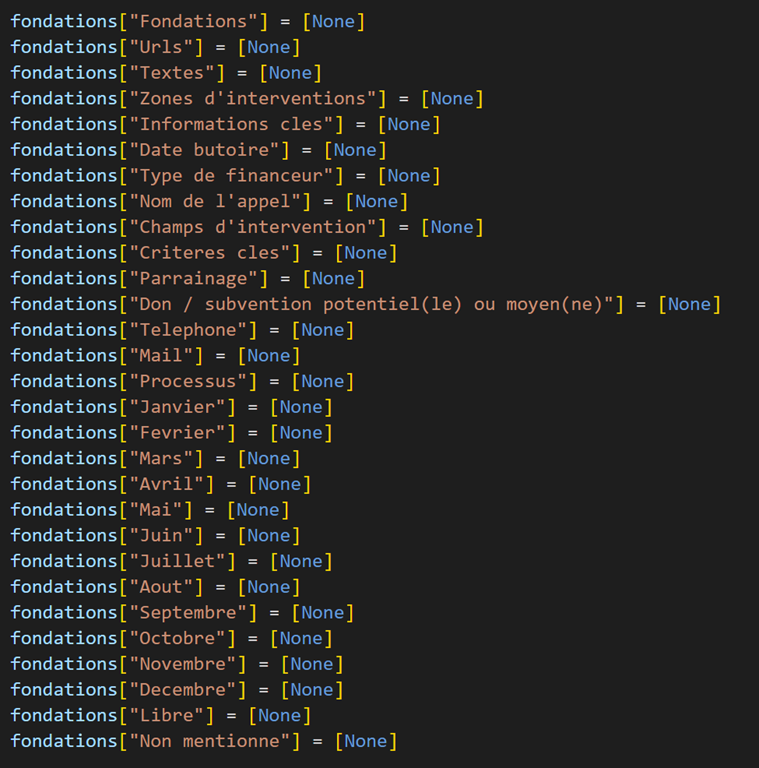 fondations["Fondations"] = [None]
fondations["Urls"] = [None]
fondations["Textes"] = [None]
fondations["Zones d'interventions"] = [None]
fondations["Informations cles"] = [None]
fondations["Date butoire"] = [None]
fondations["Type de financeur"] = [None]
fondations["Nom de l'appel"] = [None]
fondations["Champs d'intervention"] = [None]
fondations["Criteres cles"] = [None]
fondations["Parrainage"] = [None]
fondations["Don / subvention potentiel(le) ou moyen(ne)"] = [None]
fondations["Telephone"] = [None]
fondations["Mail"] = [None]
fondations["Processus"] = [None]
fondations["Janvier"] = [None]
fondations["Fevrier"] = [None]
fondations["Mars"] = [None]
fondations["Avril"] = [None]
fondations["Mai"] = [None]
fondations["Juin"] = [None]
fondations["Juillet"] = [None]
fondations["Aout"] = [None]
fondations["Septembre"] = [None]
fondations["Octobre"] = [None]
fondations["Novembre"] = [None]
fondations["Decembre"] = [None]
fondations["Libre"] = [None]
fondations["Non mentionne"] = [None]